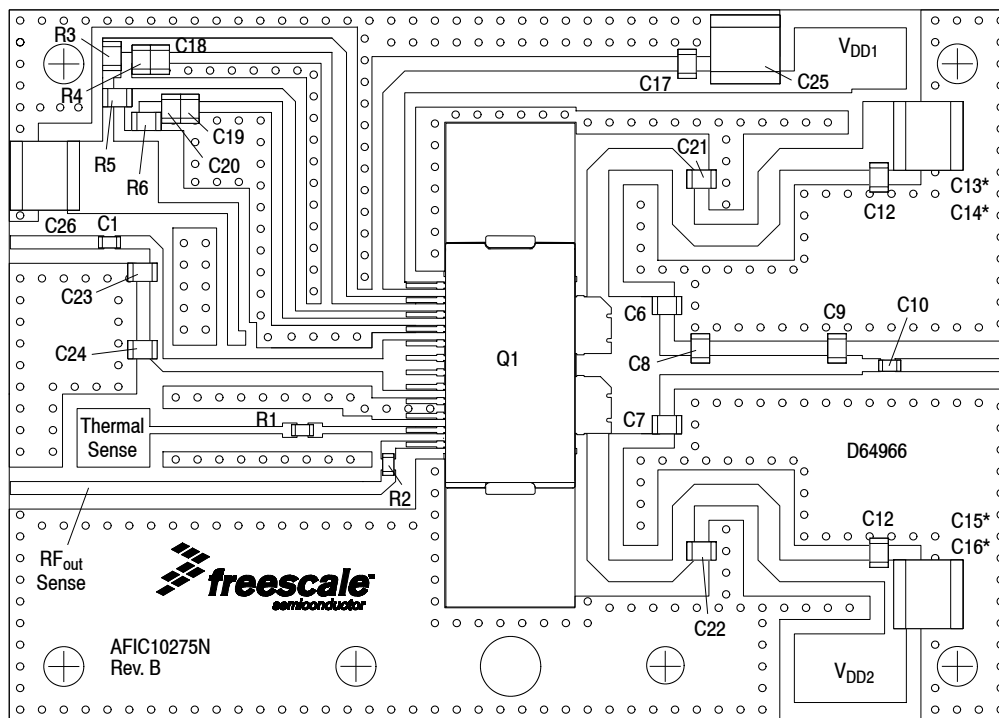 R3
C18
R4
R5
R6
C19
C20
C17
C25
VDD1
C21
C12
C13*
C14*
C26
C1
C23
C24
Q1
C6
C8
C9
C10
C7
Thermal
Sense
R1
R2
D64966
C12
C15*
C16*
RFout
Sense
freescale™
semiconductor
C22
AFIC10275N
Rev. B
VDD2